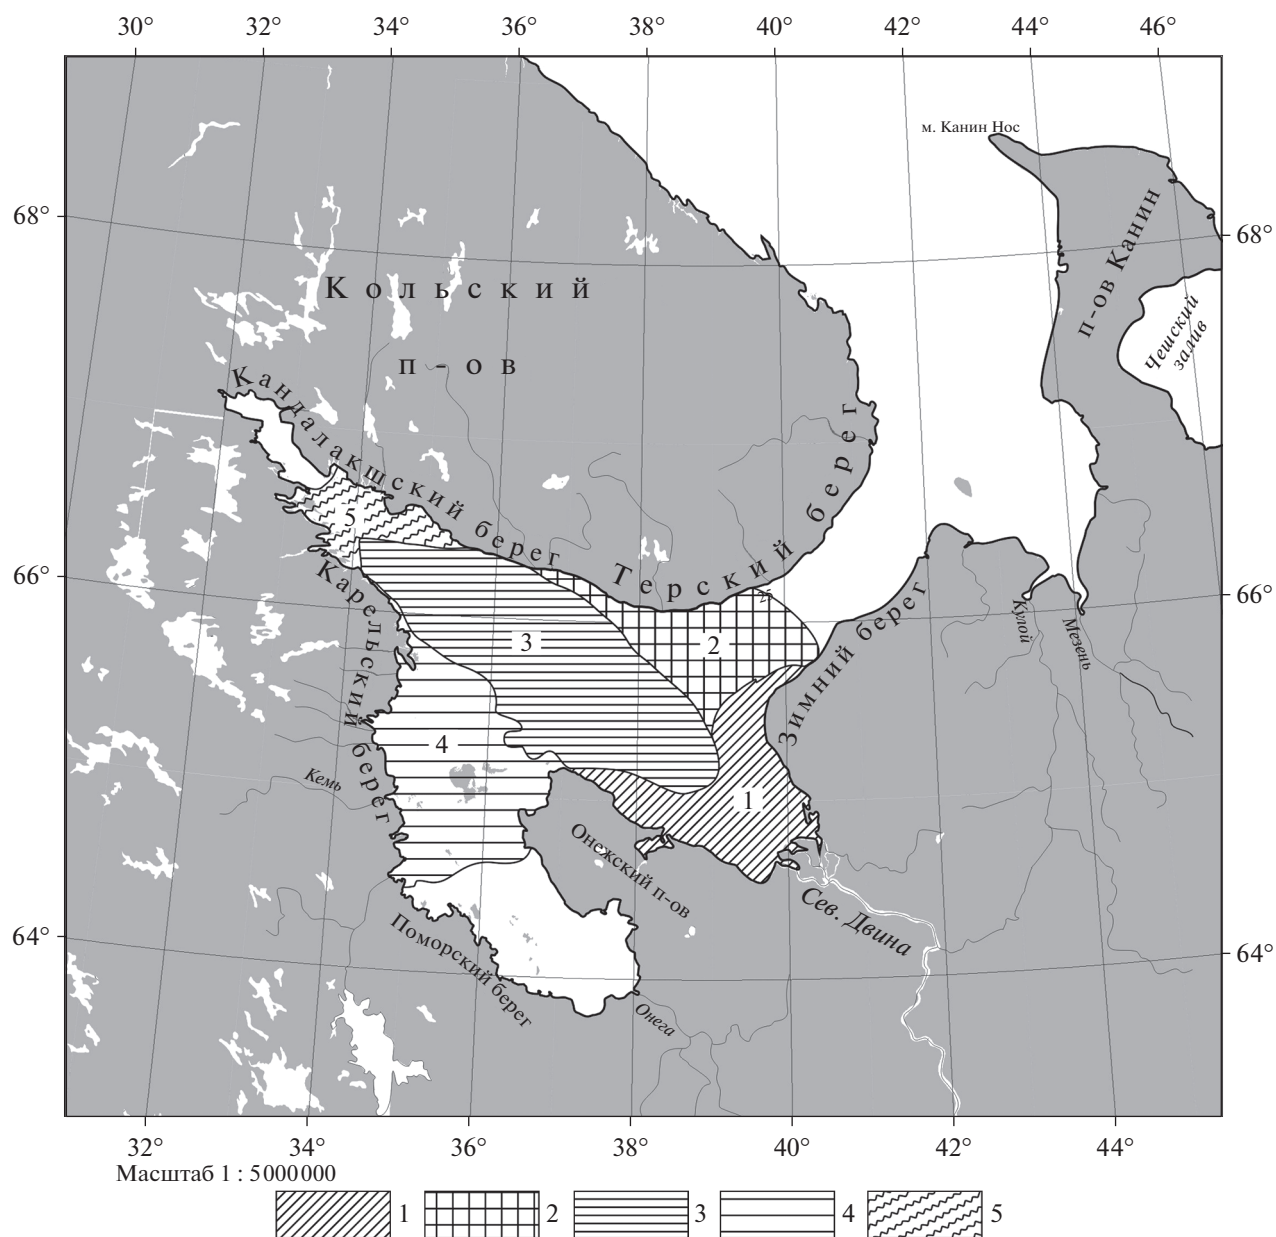 30° 32° 34° 36° 38° 40° 42° 44° 46°
м. Канин Нос
68° 68°
п-ов Канин
Кольский
п-ов
Чешский
залив
Кандалакшский берег
Терский берег
5
66° 66°
25
Карельский берег
3
2
Зимний берег
Кулой
Мезень
4
1
Кемь
Онежский п-ов
Сев. Двина
64° 64°
Поморский берег
Онега
32° 34° 36° 38° 40° 42° 44°
Масштаб 1 : 5000000
1 2 3 4 5